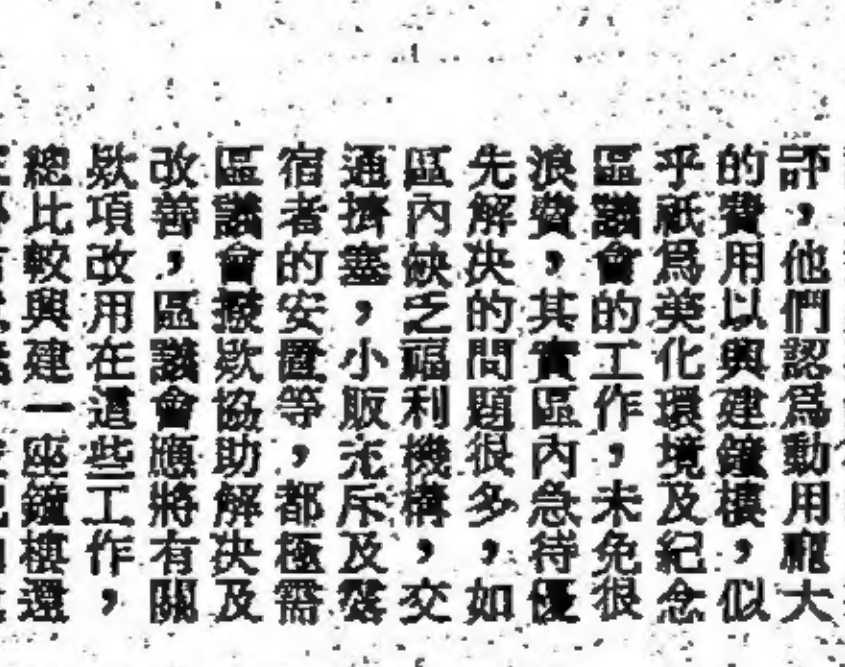 評，他們認爲動用龐大
的費用以興建鐘樓，似
乎祇爲美化環境及紀念
區議會的工作，未免很
浪費，其實區內急待優
先解決的問題很多，如
區內缺乏福利機構，交
通擠塞，小販充斥及露
宿者的安置等，都極需
區議會撥欵協助解決及
改善，區議會應將有關
欵項改用在這些工作，
總比較興建一座鐘樓還